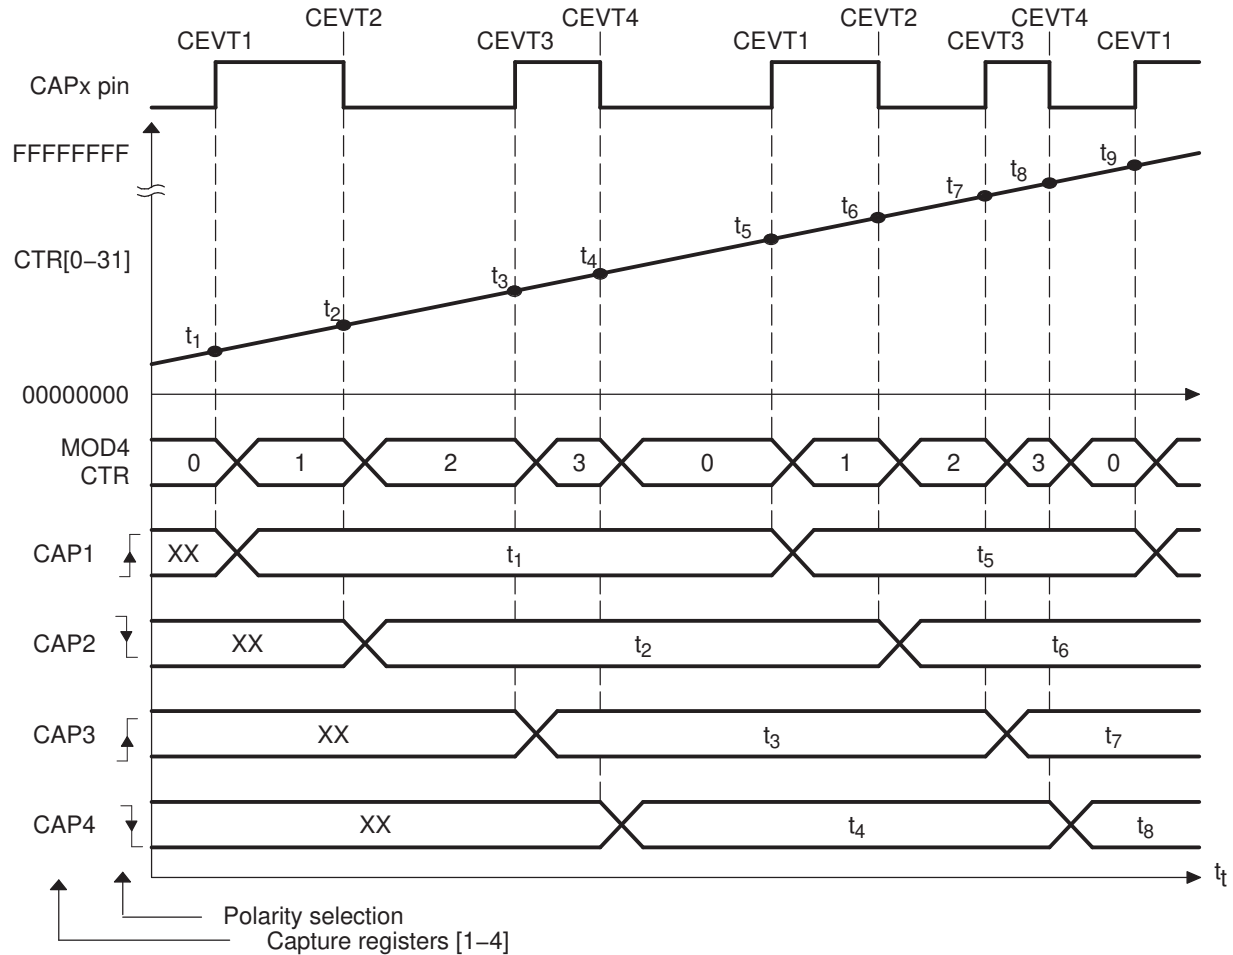 CEVT2 CEVT4 CEVT2 CEVT4
CEVT1 CEVT3 CEVT1 CEVT3 CEVT1
CAPx pin
FFFFFFFF
t9
t8
t7
t6
t5
CTR[0−31]
t4
t3
t2
t1
00000000
MOD4
CTR
0 1 2 3 0 1 2 3 0
CAP1 XX t1 t5
CAP2 XX t2 t6
CAP3 XX t3 t7
CAP4 XX t4 t8
tt
Polarity selection
Capture registers [1−4]